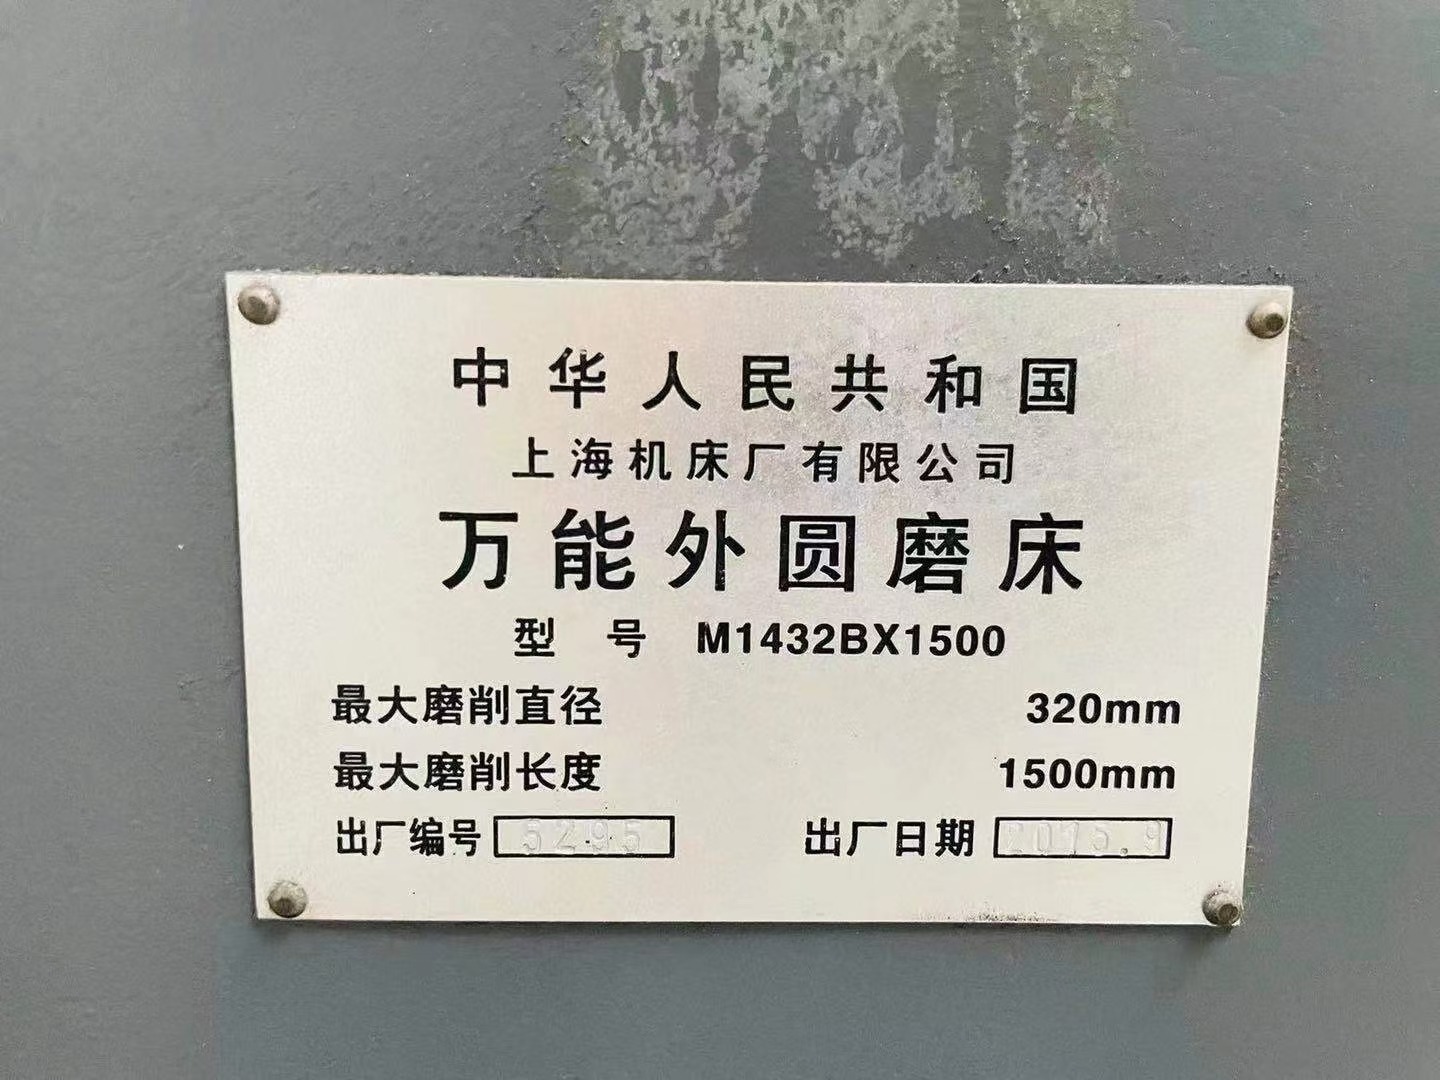 中华人民共和国
上海机床厂有限公司
万能外圆磨床
型号 M1432BX1500
最大磨削直径 320mm
最大磨削长度 1500mm
出厂编号 5295 出厂日期 2015.9